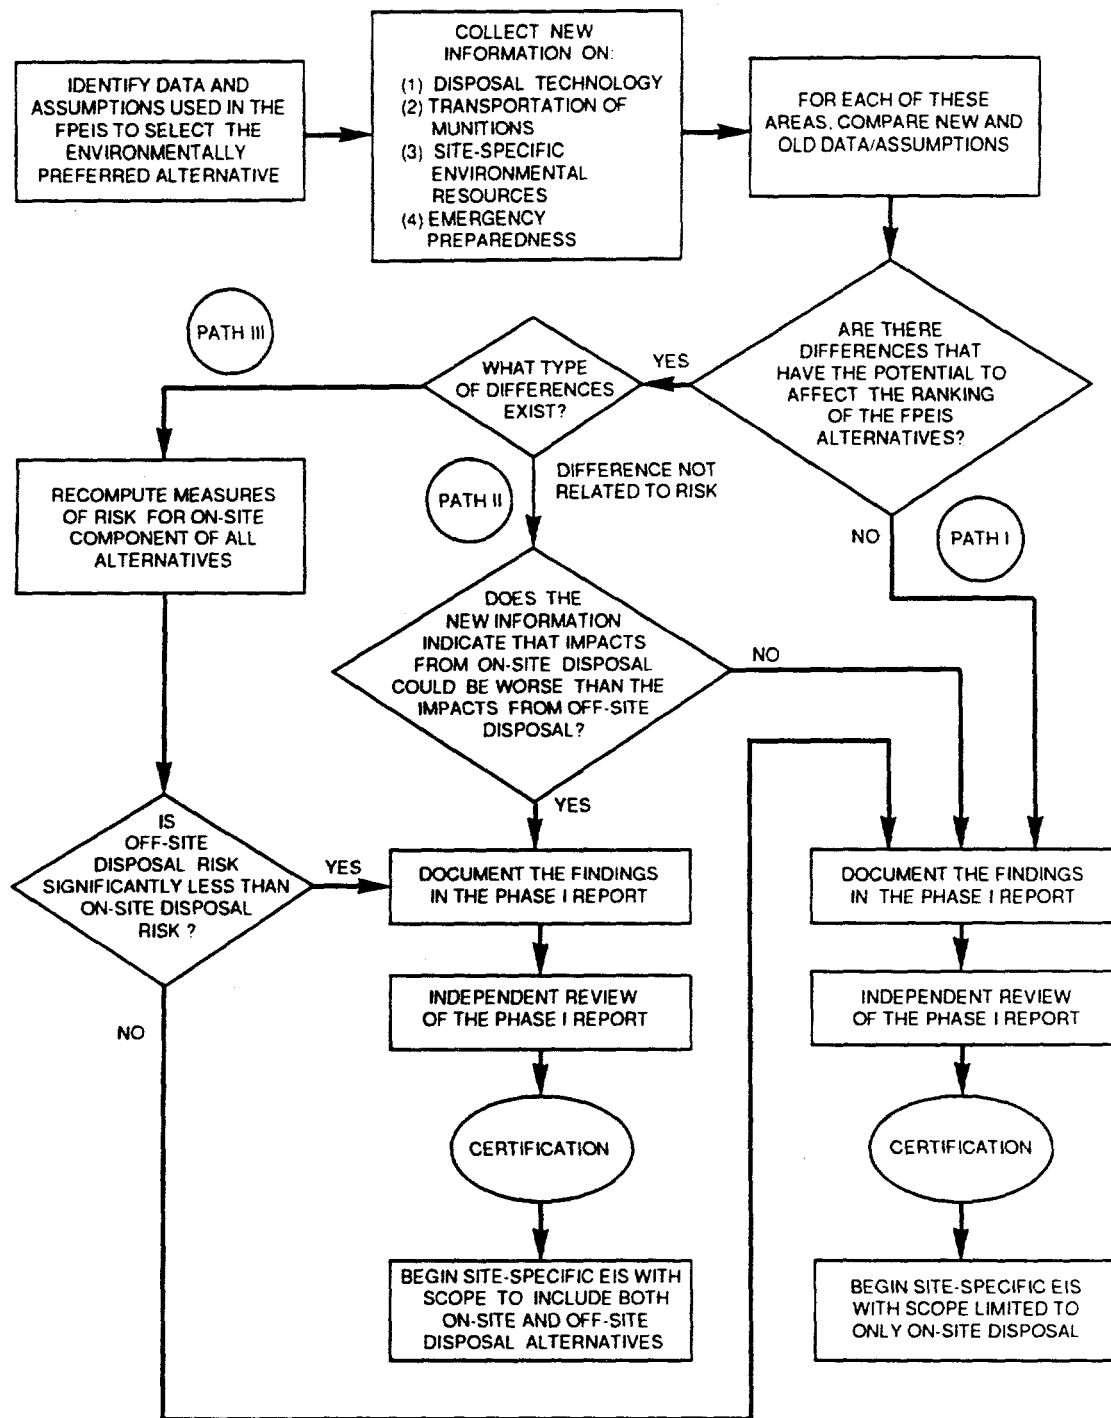 IDENTIFY DATA AND
ASSUMPTIONS USED IN THE
FPEIS TO SELECT THE
ENVIRONMENTALLY
PREFERRED ALTERNATIVE
COLLECT NEW
INFORMATION ON:
(1) DISPOSAL TECHNOLOGY
(2) TRANSPORTATION OF
MUNITIONS
(3) SITE-SPECIFIC
ENVIRONMENTAL
RESOURCES
(4) EMERGENCY
PREPAREDNESS
FOR EACH OF THESE
AREAS, COMPARE NEW AND
OLD DATA/ASSUMPTIONS
ARE THERE
DIFFERENCES THAT
HAVE THE POTENTIAL TO
AFFECT THE RANKING
OF THE FPEIS
ALTERNATIVES?
YES
NO
PATH I
WHAT TYPE
OF DIFFERENCES
EXIST?
PATH III
PATH II
DIFFERENCE NOT
RELATED TO RISK
RECOMPUTE MEASURES
OF RISK FOR ON-SITE
COMPONENT OF ALL
ALTERNATIVES
DOES THE
NEW INFORMATION
INDICATE THAT IMPACTS
FROM ON-SITE DISPOSAL
COULD BE WORSE THAN THE
IMPACTS FROM OFF-SITE
DISPOSAL?
NO
YES
IS
OFF-SITE
DISPOSAL RISK
SIGNIFICANTLY LESS THAN
ON-SITE DISPOSAL
RISK ?
YES
NO
DOCUMENT THE FINDINGS
IN THE PHASE I REPORT
INDEPENDENT REVIEW
OF THE PHASE I REPORT
CERTIFICATION
BEGIN SITE-SPECIFIC EIS WITH
SCOPE TO INCLUDE BOTH
ON-SITE AND OFF-SITE
DISPOSAL ALTERNATIVES
DOCUMENT THE FINDINGS
IN THE PHASE I REPORT
INDEPENDENT REVIEW
OF THE PHASE I REPORT
CERTIFICATION
BEGIN SITE-SPECIFIC EIS
WITH SCOPE LIMITED TO
ONLY ON-SITE DISPOSAL